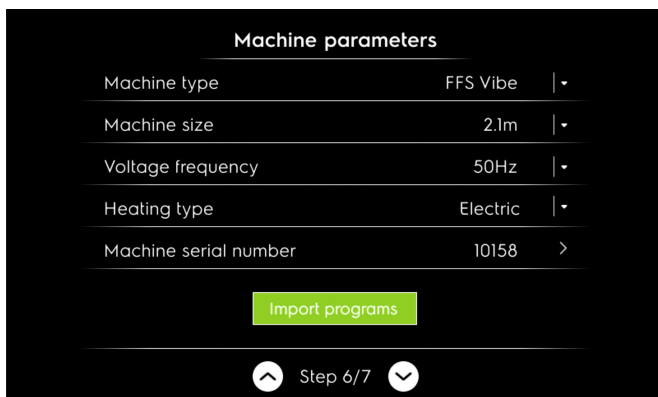 Machine parameters
Machine type FFS Vibe
Machine size 2.1m
Voltage frequency 50Hz
Heating type Electric
Machine serial number 10158
Import programs
Step 6/7